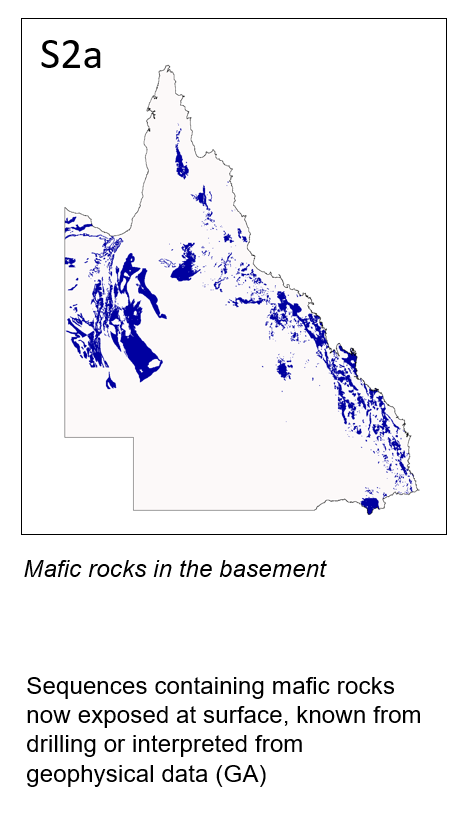 S2a
Mafic rocks in the basement
Sequences containing mafic rocks
now exposed at surface, known from
drilling or interpreted from
geophysical data (GA)